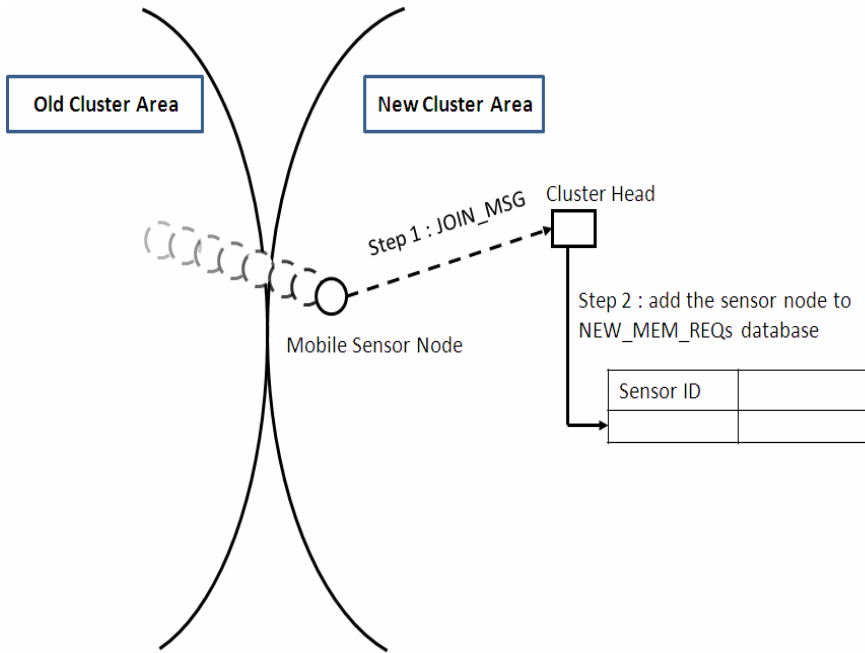 Old Cluster Area
New Cluster Area
Cluster Head
Step 1 : JOIN_MSG
Step 2 : add the sensor node to
NEW_MEM_REQs database
Mobile Sensor Node
Sensor ID